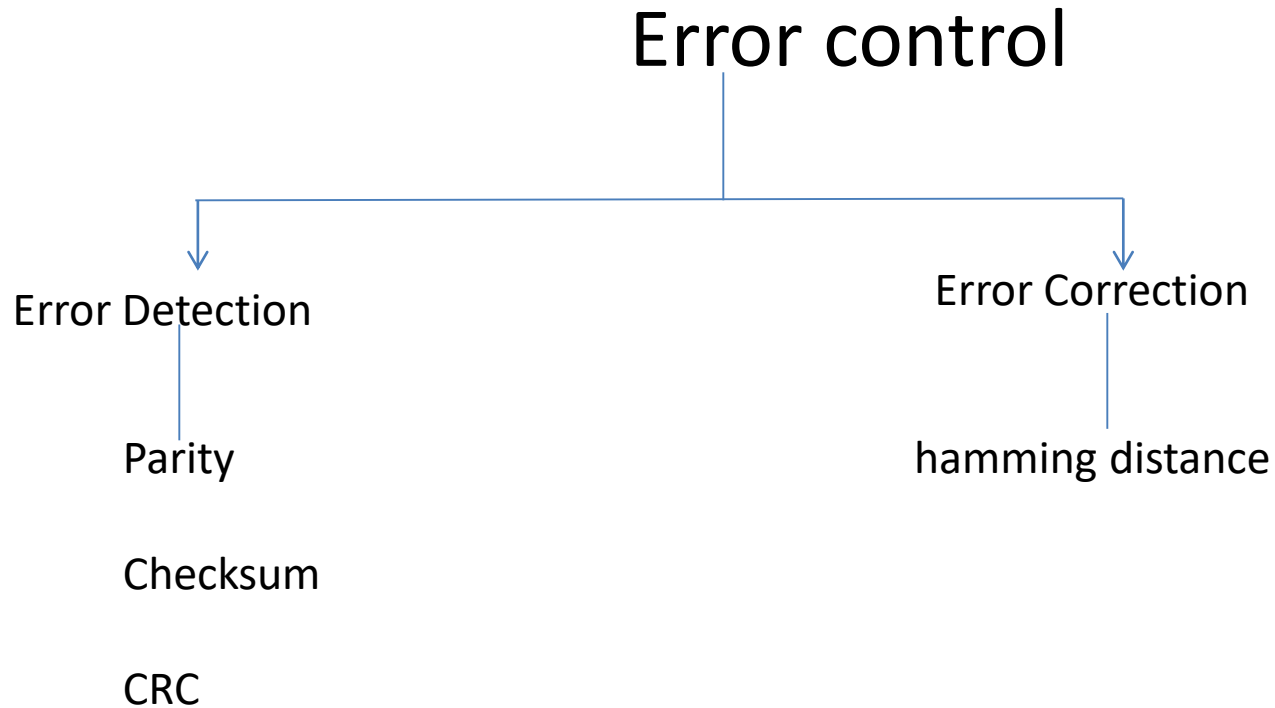 Error control
Error Detection
Error Correction
Parity
hamming distance
Checksum
CRC